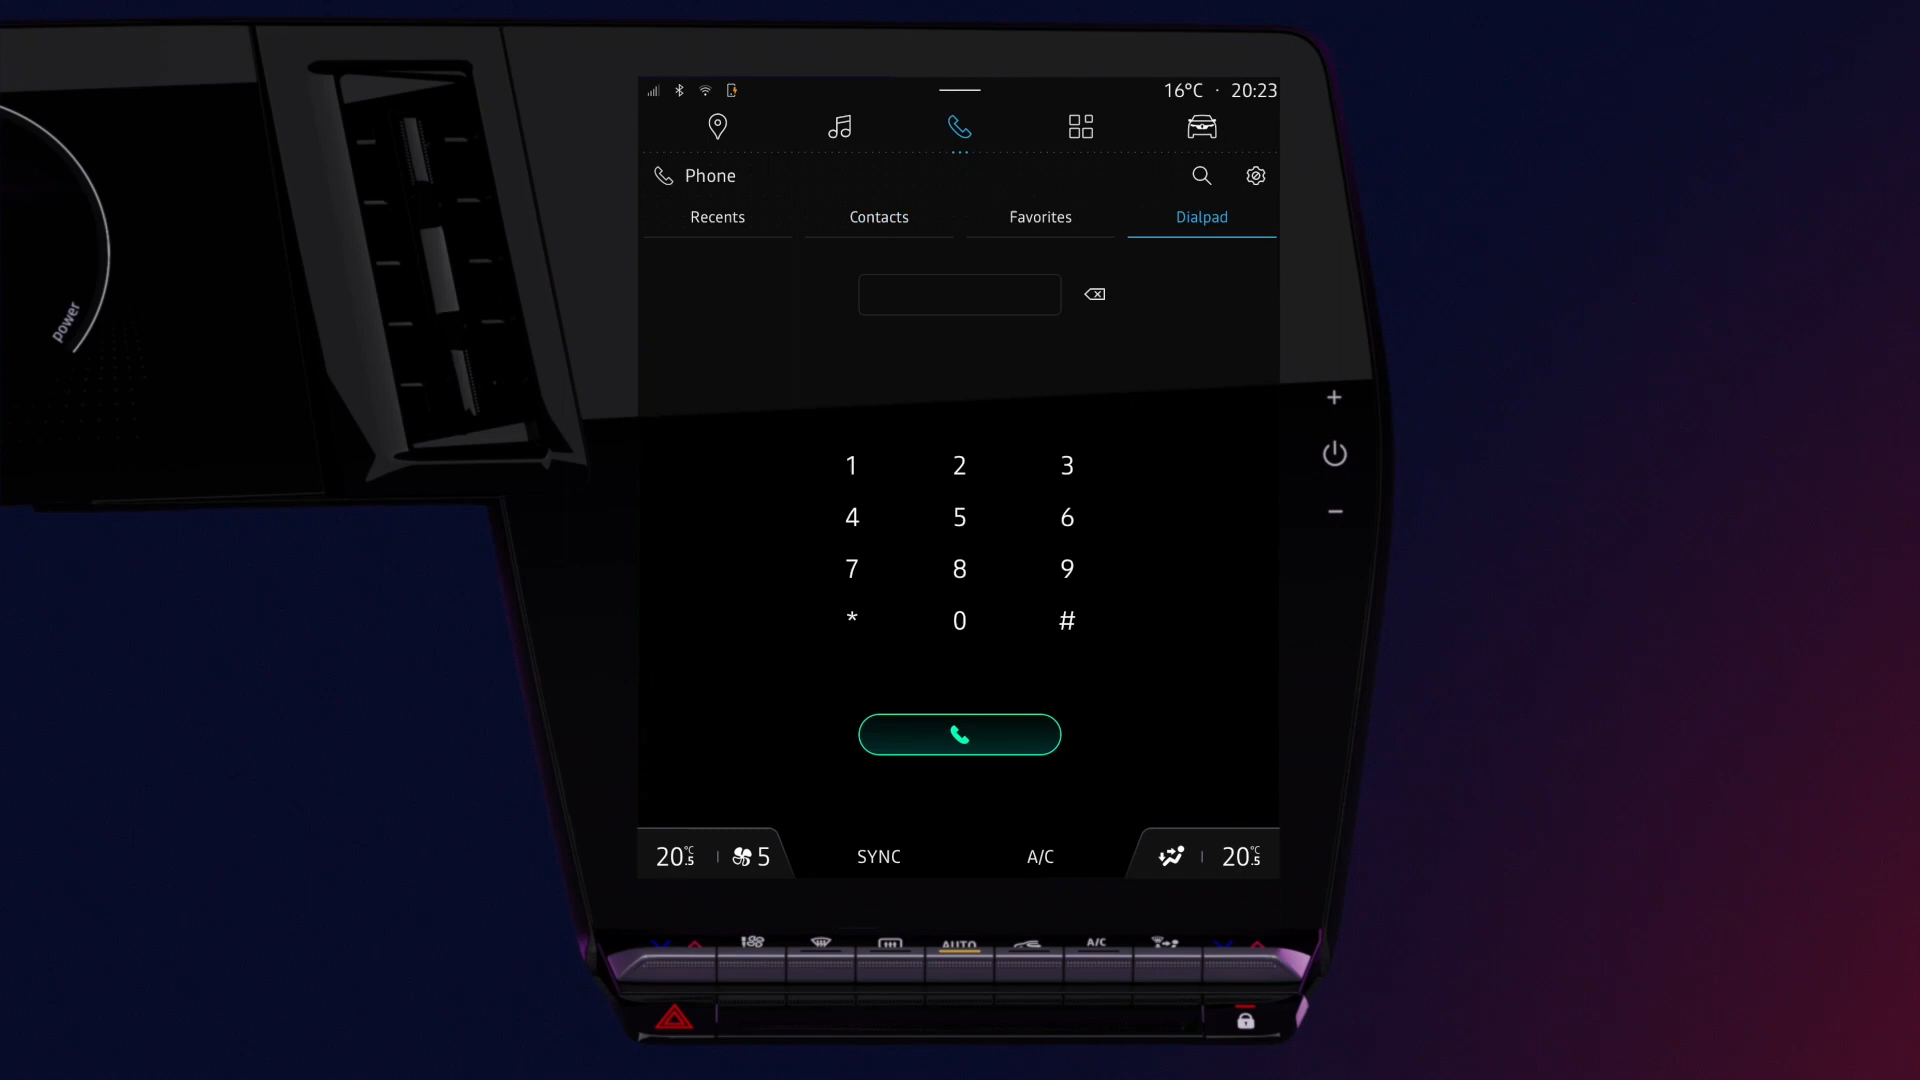 16°C · 20:23
Phone
Recents Contacts Favorites Dialpad
power
1 2 3
4 5 6
7 8 9
* 0 #
20.5°C 5 SYNC A/C 20.5°C
AUTO A/C